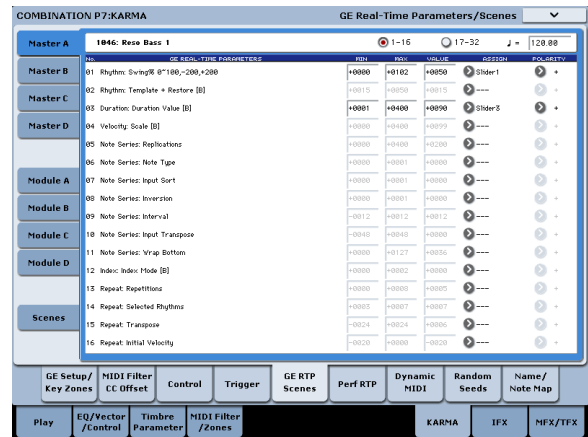 COMBINATION P7:KARMA GE Real-Time Parameters/Scenes
Master A
1046: Reso Bass 1 1-16 17-32 ♩ = 120.00
No. GE REAL-TIME PARAMETERS MIN MAX VALUE ASSIGN POLARITY
01 Rhythm: Swing% 0~100,-200,+200 +0000 +0102 +0050 Slider1 +
Master B
02 Rhythm: Template + Restore [B] +0015 +0050 +0015 --- +
03 Duration: Duration Value [B] +0001 +0400 +0090 Slider3 +
Master C
04 Velocity: Scale [B] +0000 +0400 +0099 --- +
Master D
05 Note Series: Replications +0000 +0400 +0200 --- +
06 Note Series: Note Type +0000 +0001 +0000 --- +
Module A
07 Note Series: Input Sort +0000 +0001 +0000 --- +
08 Note Series: Inversion +0000 +0001 +0000 --- +
Module B
09 Note Series: Interval -0012 +0012 +0012 --- +
Module C
10 Note Series: Input Transpose -0048 +0048 +0000 --- +
11 Note Series: Wrap Bottom +0000 +0127 +0036 --- +
Module D
12 Index: Index Mode [B] +0000 +0002 +0000 --- +
13 Repeat: Repetitions +0000 +0000 +0005 --- +
Scenes
14 Repeat: Selected Rhythms +0003 +0007 +0007 --- +
15 Repeat: Transpose -0024 +0024 +0006 --- +
16 Repeat: Initial Velocity -0020 +0000 -0020 --- +
GE Setup/ Key Zones
MIDI Filter CC Offset
Control
Trigger
GE RTP Scenes
Perf RTP
Dynamic MIDI
Random Seeds
Name/ Note Map
Play
EQ/Vector /Control
Timbre Parameter
MIDI Filter /Zones
KARMA
IFX
MFX/TFX